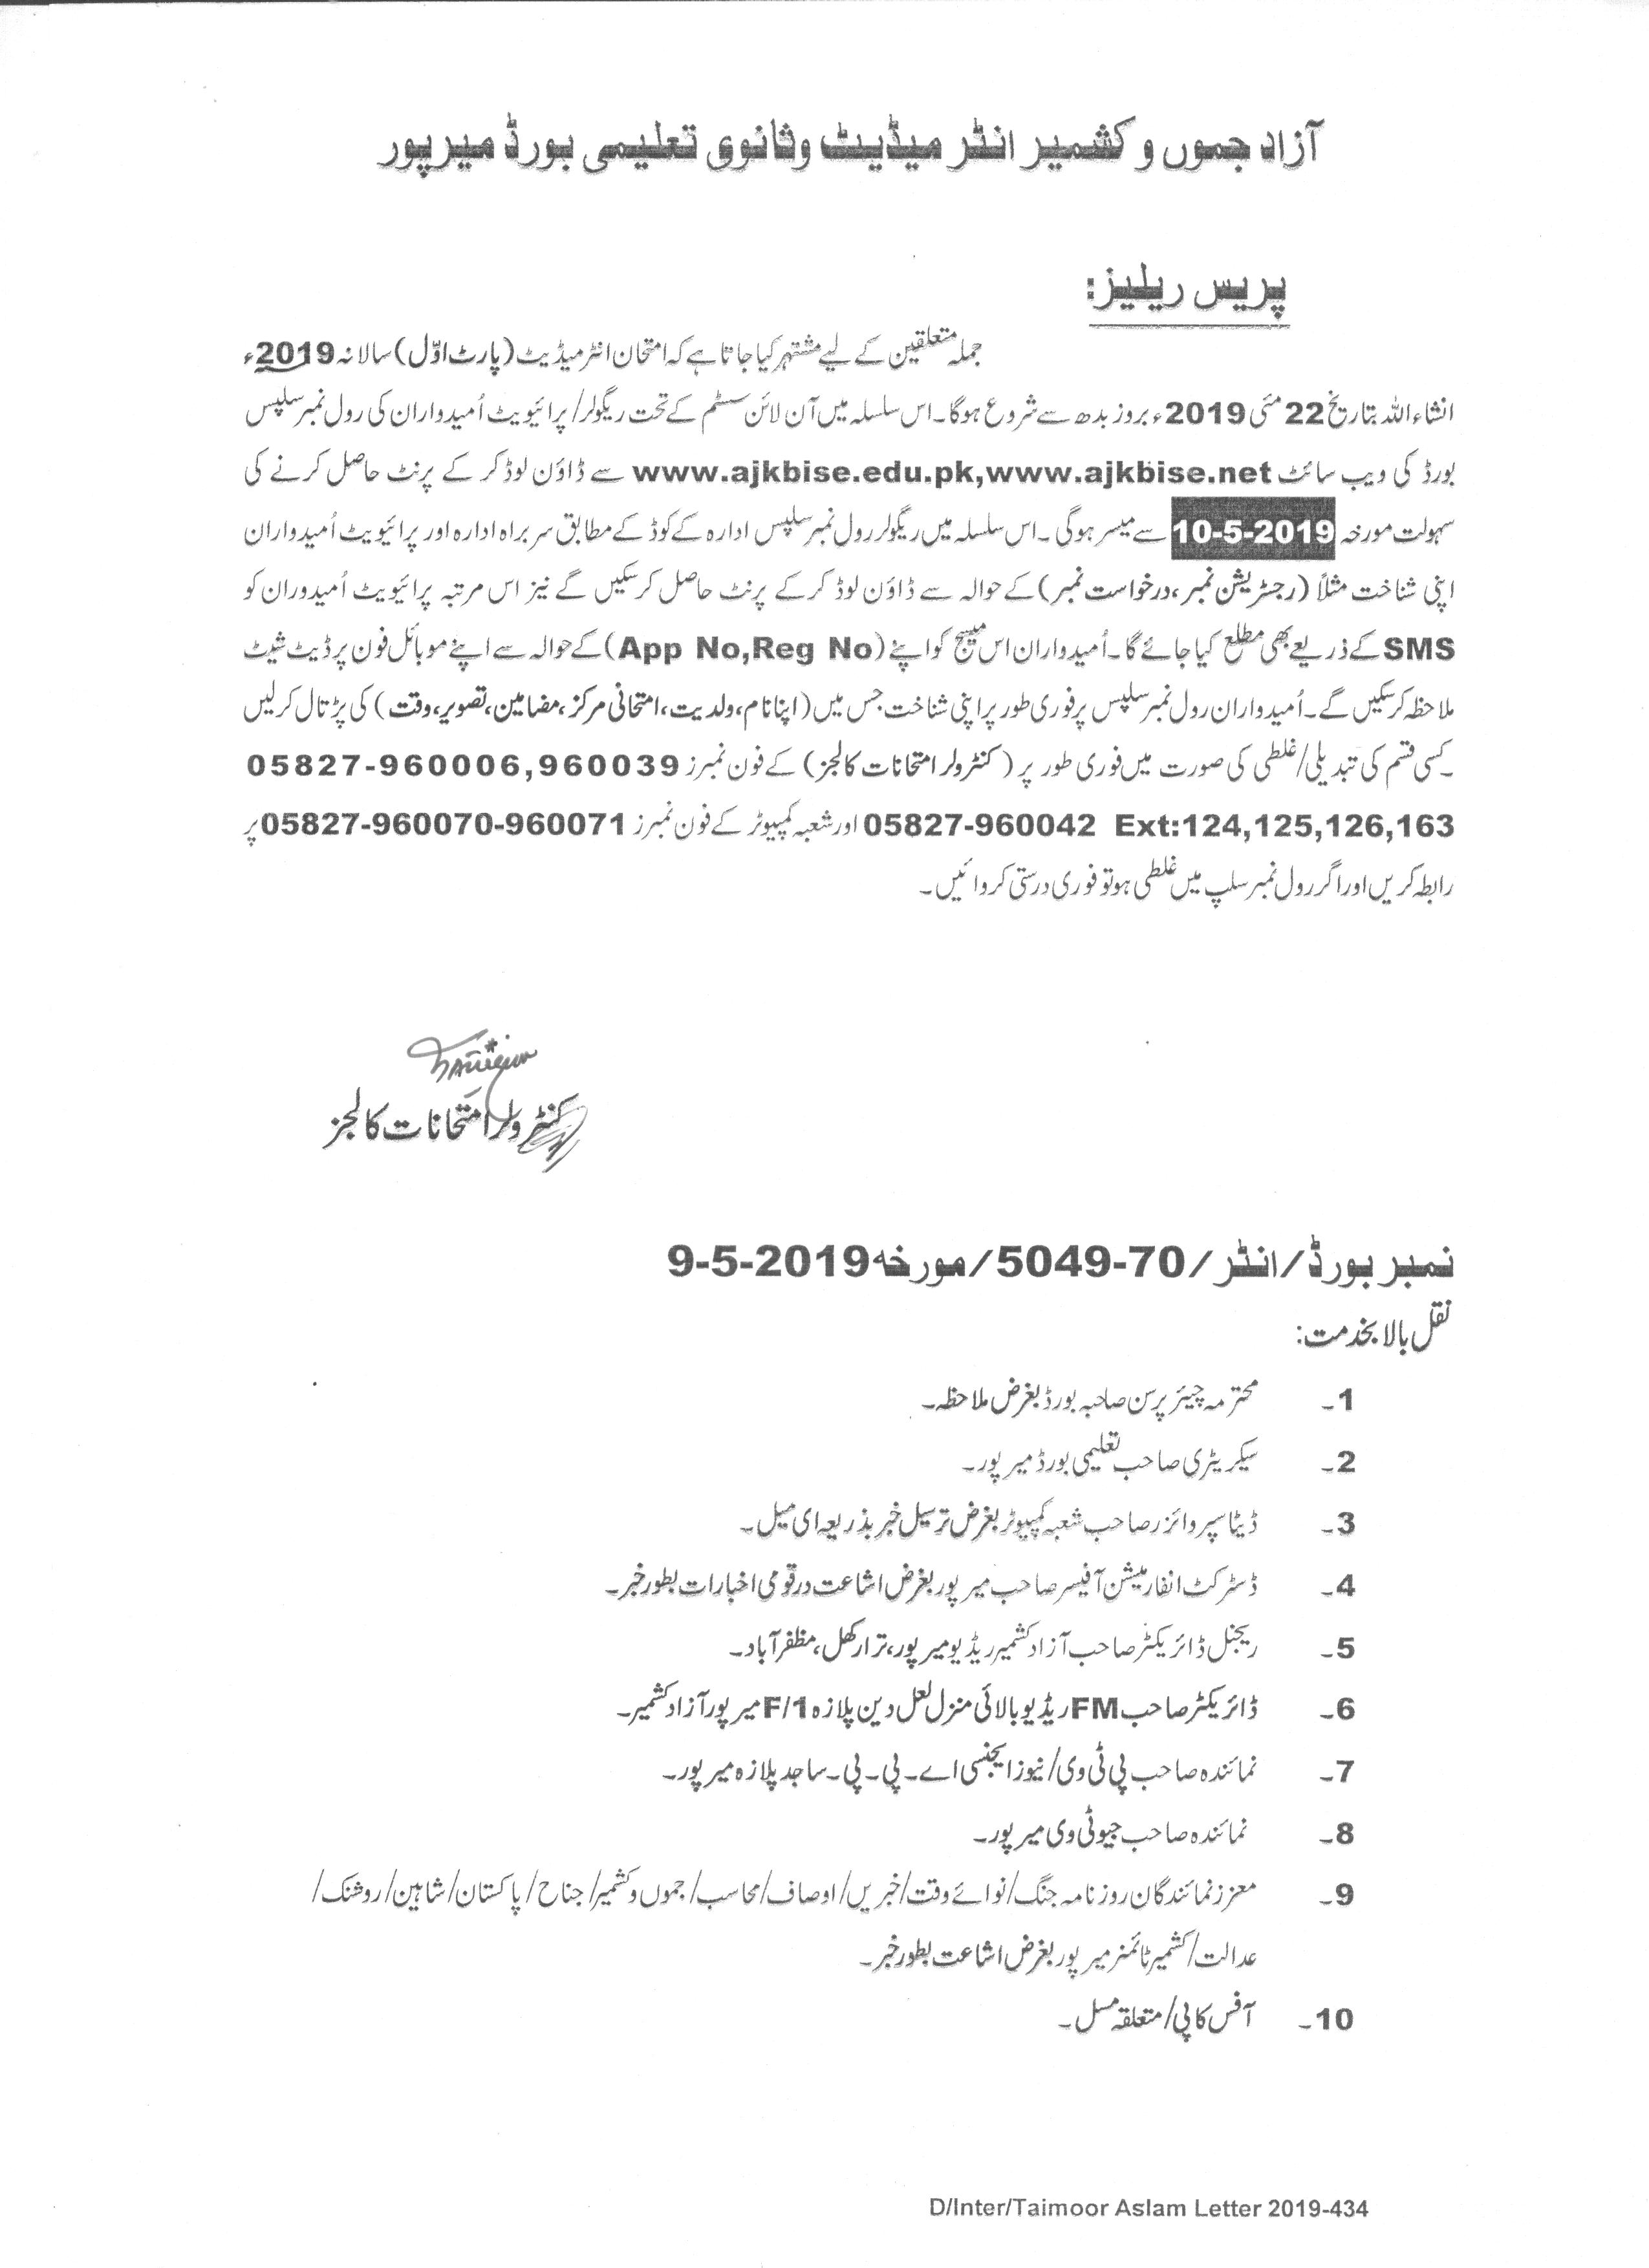 آزاد جموں و کشمیر انٹر میڈیٹ وثانوی تعلیمی بورڈ میرپور
پریس ریلیز:
جملہ متعلقین کے لیے مشتہر کیا جاتا ہے کہ امتحان انٹرمیڈیٹ (پارٹ اوّل) سالانہ 2019ء
انشاء اللہ بتاریخ 22 مئی 2019ء بروز بدھ سے شروع ہوگا۔ اس سلسلہ میں آن لائن سسٹم کے تحت ریگولر/پرائیویٹ اُمیدواران کی رول نمبر سلپس
بورڈ کی ویب سائٹ www.ajkbise.edu.pk,www.ajkbise.net سے ڈاؤن لوڈ کر کے پرنٹ حاصل کرنے کی
سہولت مورخہ 10-5-2019 سے میسر ہوگی۔ اس سلسلہ میں ریگولر رول نمبر سلپس ادارہ کے کوڈ کے مطابق سربراہ ادارہ اور پرائیویٹ اُمیدواران
اپنی شناخت مثلاً (رجسٹریشن نمبر، درخواست نمبر) کے حوالہ سے ڈاؤن لوڈ کر کے پرنٹ حاصل کر سکیں گے نیز اس مرتبہ پرائیویٹ اُمیدوران کو
SMS کے ذریعے بھی مطلع کیا جائے گا۔ اُمیدواران اس میسج کو اپنے (App No,Reg No) کے حوالہ سے اپنے موبائل فون پر ڈیٹ شیٹ
ملاحظہ کر سکیں گے۔ اُمیدواران رول نمبر سلپس پر فوری طور پر اپنی شناخت جس میں (اپنا نام، ولدیت، امتحانی مرکز، مضامین، تصویر، وقت) کی پڑتال کر لیں
۔کسی قسم کی تبدیلی/غلطی کی صورت میں فوری طور پر (کنٹرولر امتحانات کالجز) کے فون نمبرز 05827-960006,960039
05827-960042 Ext:124,125,126,163 اور شعبہ کمپیوٹر کے فون نمبرز 05827-960070-960071 پر
رابطہ کریں اور اگر رول نمبر سلپ میں غلطی ہو تو فوری درستی کروائیں۔
کنٹرولر امتحانات کالجز
نمبر بورڈ/انٹر/5049-70/مورخہ 9-5-2019
نقل بالا بخدمت:
1۔ محترمہ چیئر پرسن صاحبہ بورڈ بغرض ملاحظہ۔
2۔ سیکریٹری صاحب تعلیمی بورڈ میرپور۔
3۔ ڈیٹا سپروائزر صاحب شعبہ کمپیوٹر بغرض ترسیل خبر بذریعہ ای میل۔
4۔ ڈسٹرکٹ انفارمیشن آفیسر صاحب میرپور بغرض اشاعت در قومی اخبارات بطور خبر۔
5۔ ریجنل ڈائریکٹر صاحب آزاد کشمیر ریڈیو میرپور، تراڑکھل، مظفرآباد۔
6۔ ڈائریکٹر صاحب FM ریڈیو بالائی منزل لعل دین پلازہ F/1 میرپور آزاد کشمیر۔
7۔ نمائندہ صاحب پی ٹی وی/نیوز ایجنسی اے۔ پی۔ پی۔ ساجد پلازہ میرپور۔
8۔ نمائندہ صاحب جیو ٹی وی میرپور۔
9۔ معزز نمائندگان روزنامہ جنگ/نوائے وقت/خبریں/اوصاف/محاسب/جموں وکشمیر/جناح/پاکستان/شاہین/روشنک/
عدالت/کشمیر ٹائمنز میرپور بغرض اشاعت بطور خبر۔
10۔ آفس کاپی/متعلقہ مسل۔
D/Inter/Taimoor Aslam Letter 2019-434